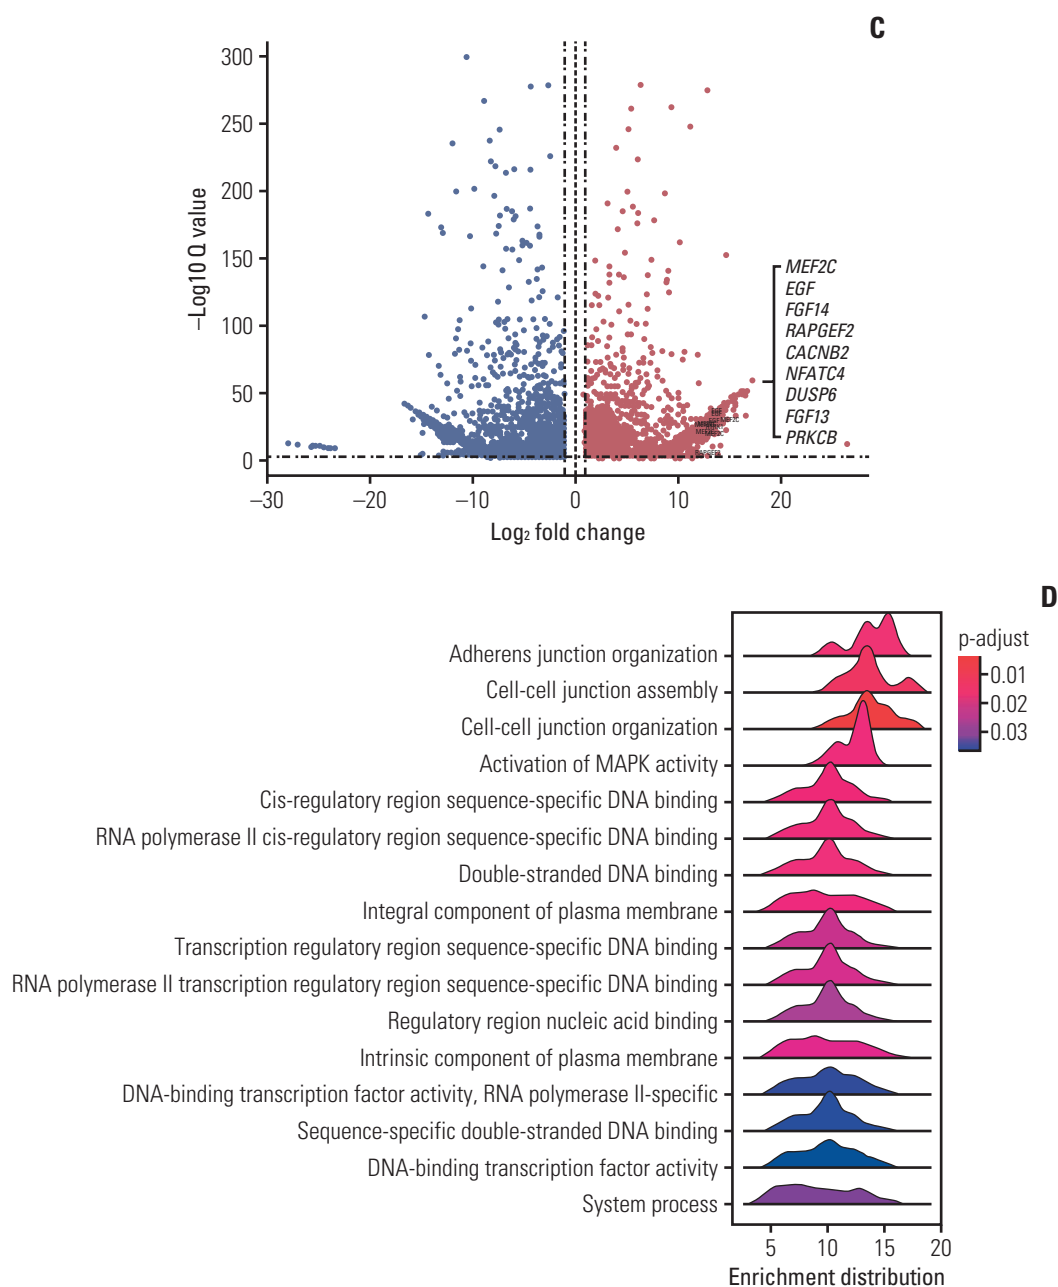 C
300
250
200
150
100
50
0
–Log10 Q value
MEF2C
EGF
FGF14
RAPGEF2
CACNB2
NFATC4
DUSP6
FGF13
PRKCB
MEF2C
–30
–20
–10
0
10
20
Log2 fold change
D
p-adjust
0.01
0.02
0.03
Adherens junction organization
Cell-cell junction assembly
Cell-cell junction organization
Activation of MAPK activity
Cis-regulatory region sequence-specific DNA binding
RNA polymerase II cis-regulatory region sequence-specific DNA binding
Double-stranded DNA binding
Integral component of plasma membrane
Transcription regulatory region sequence-specific DNA binding
RNA polymerase II transcription regulatory region sequence-specific DNA binding
Regulatory region nucleic acid binding
Intrinsic component of plasma membrane
DNA-binding transcription factor activity, RNA polymerase II-specific
Sequence-specific double-stranded DNA binding
DNA-binding transcription factor activity
System process
5
10
15
20
Enrichment distribution